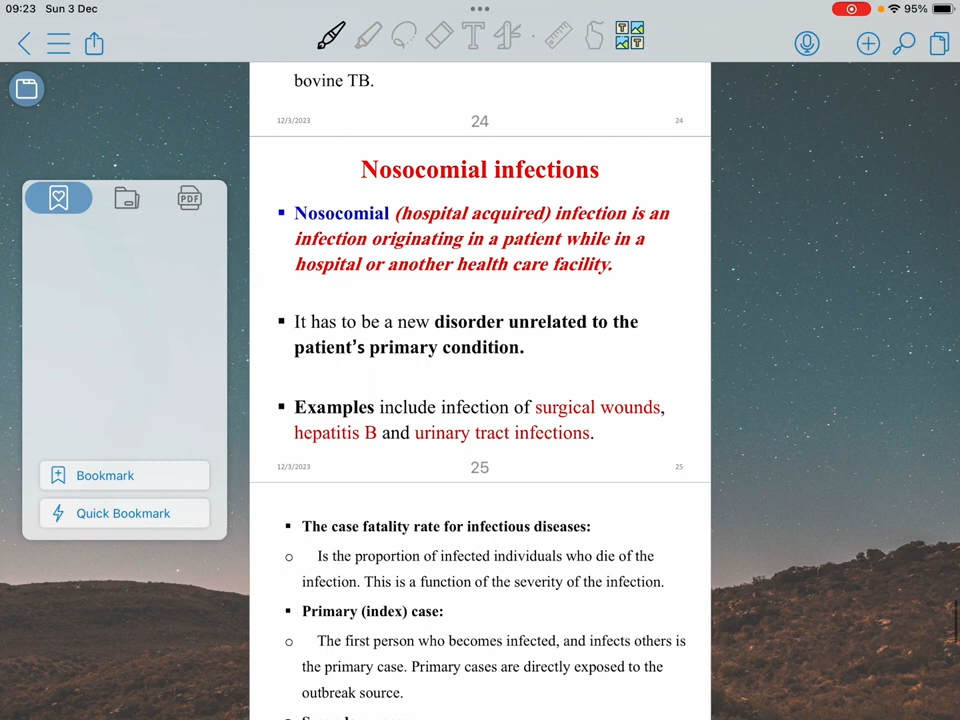 09:23 Sun 3 Dec
95%
T
T
T
bovine TB.
12/3/2023 24 24
PDF
Nosocomial infections
▪ Nosocomial (hospital acquired) infection is an
infection originating in a patient while in a
hospital or another health care facility.
▪ It has to be a new disorder unrelated to the
patient’s primary condition.
▪ Examples include infection of surgical wounds,
hepatitis B and urinary tract infections.
12/3/2023 25 25
Bookmark
Quick Bookmark
▪ The case fatality rate for infectious diseases:
o Is the proportion of infected individuals who die of the
infection. This is a function of the severity of the infection.
▪ Primary (index) case:
o The first person who becomes infected, and infects others is
the primary case. Primary cases are directly exposed to the
outbreak source.